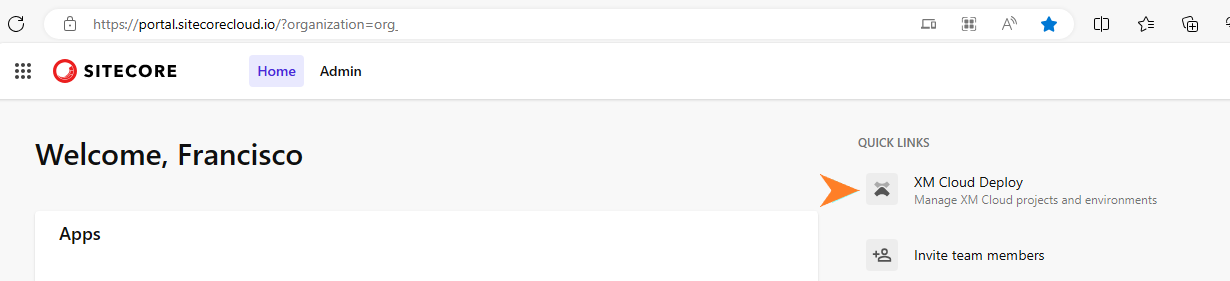 https://portal.sitecorecloud.io/?organization=org_
SITECORE
Home
Admin
Welcome, Francisco
QUICK LINKS
XM Cloud Deploy
Manage XM Cloud projects and environments
Apps
Invite team members